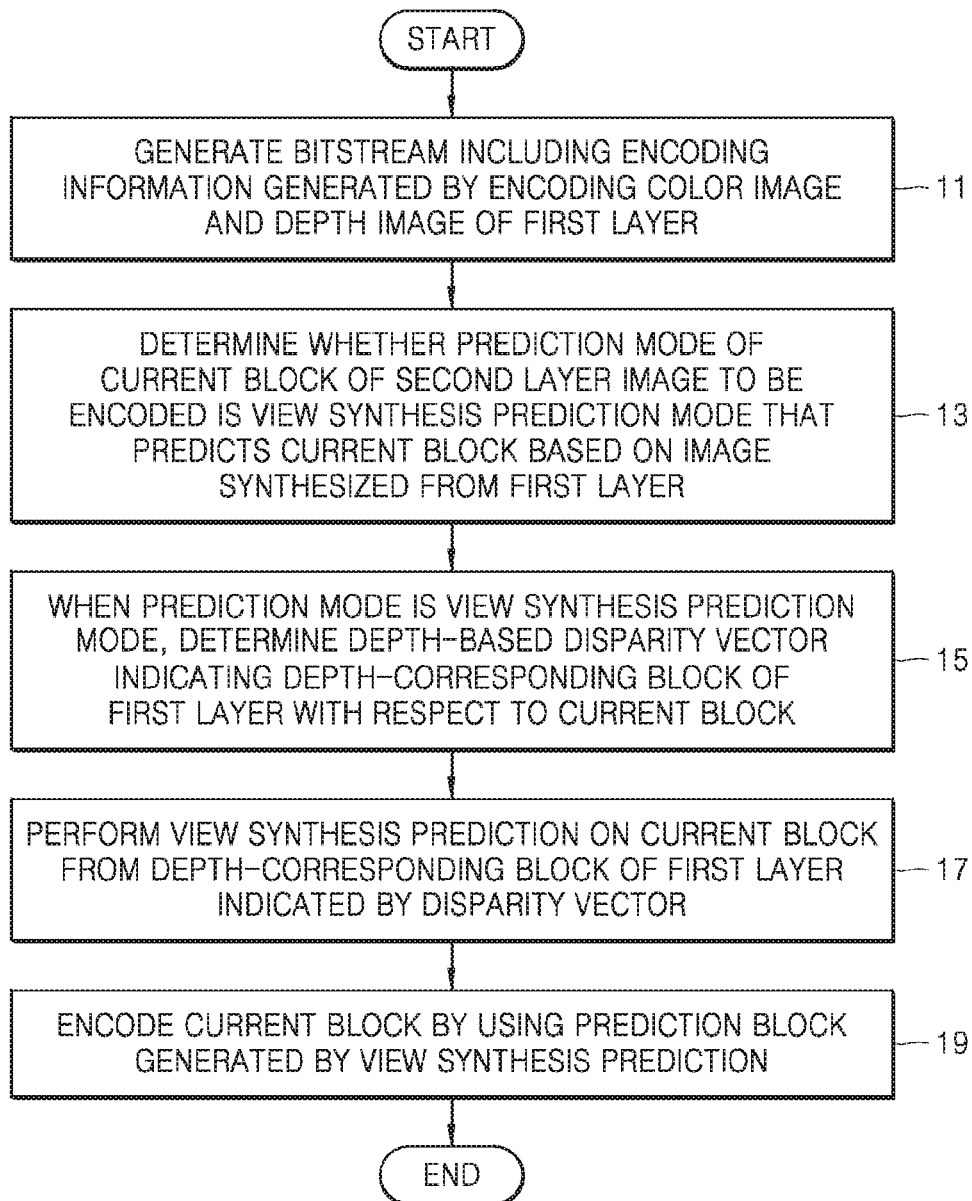 START
GENERATE BITSTREAM INCLUDING ENCODING
INFORMATION GENERATED BY ENCODING COLOR IMAGE
AND DEPTH IMAGE OF FIRST LAYER
11
DETERMINE WHETHER PREDICTION MODE OF
CURRENT BLOCK OF SECOND LAYER IMAGE TO BE
ENCODED IS VIEW SYNTHESIS PREDICTION MODE THAT
PREDICTS CURRENT BLOCK BASED ON IMAGE
SYNTHESIZED FROM FIRST LAYER
13
WHEN PREDICTION MODE IS VIEW SYNTHESIS PREDICTION
MODE, DETERMINE DEPTH-BASED DISPARITY VECTOR
INDICATING DEPTH-CORRESPONDING BLOCK OF
FIRST LAYER WITH RESPECT TO CURRENT BLOCK
15
PERFORM VIEW SYNTHESIS PREDICTION ON CURRENT BLOCK
FROM DEPTH-CORRESPONDING BLOCK OF FIRST LAYER
INDICATED BY DISPARITY VECTOR
17
ENCODE CURRENT BLOCK BY USING PREDICTION BLOCK
GENERATED BY VIEW SYNTHESIS PREDICTION
19
END